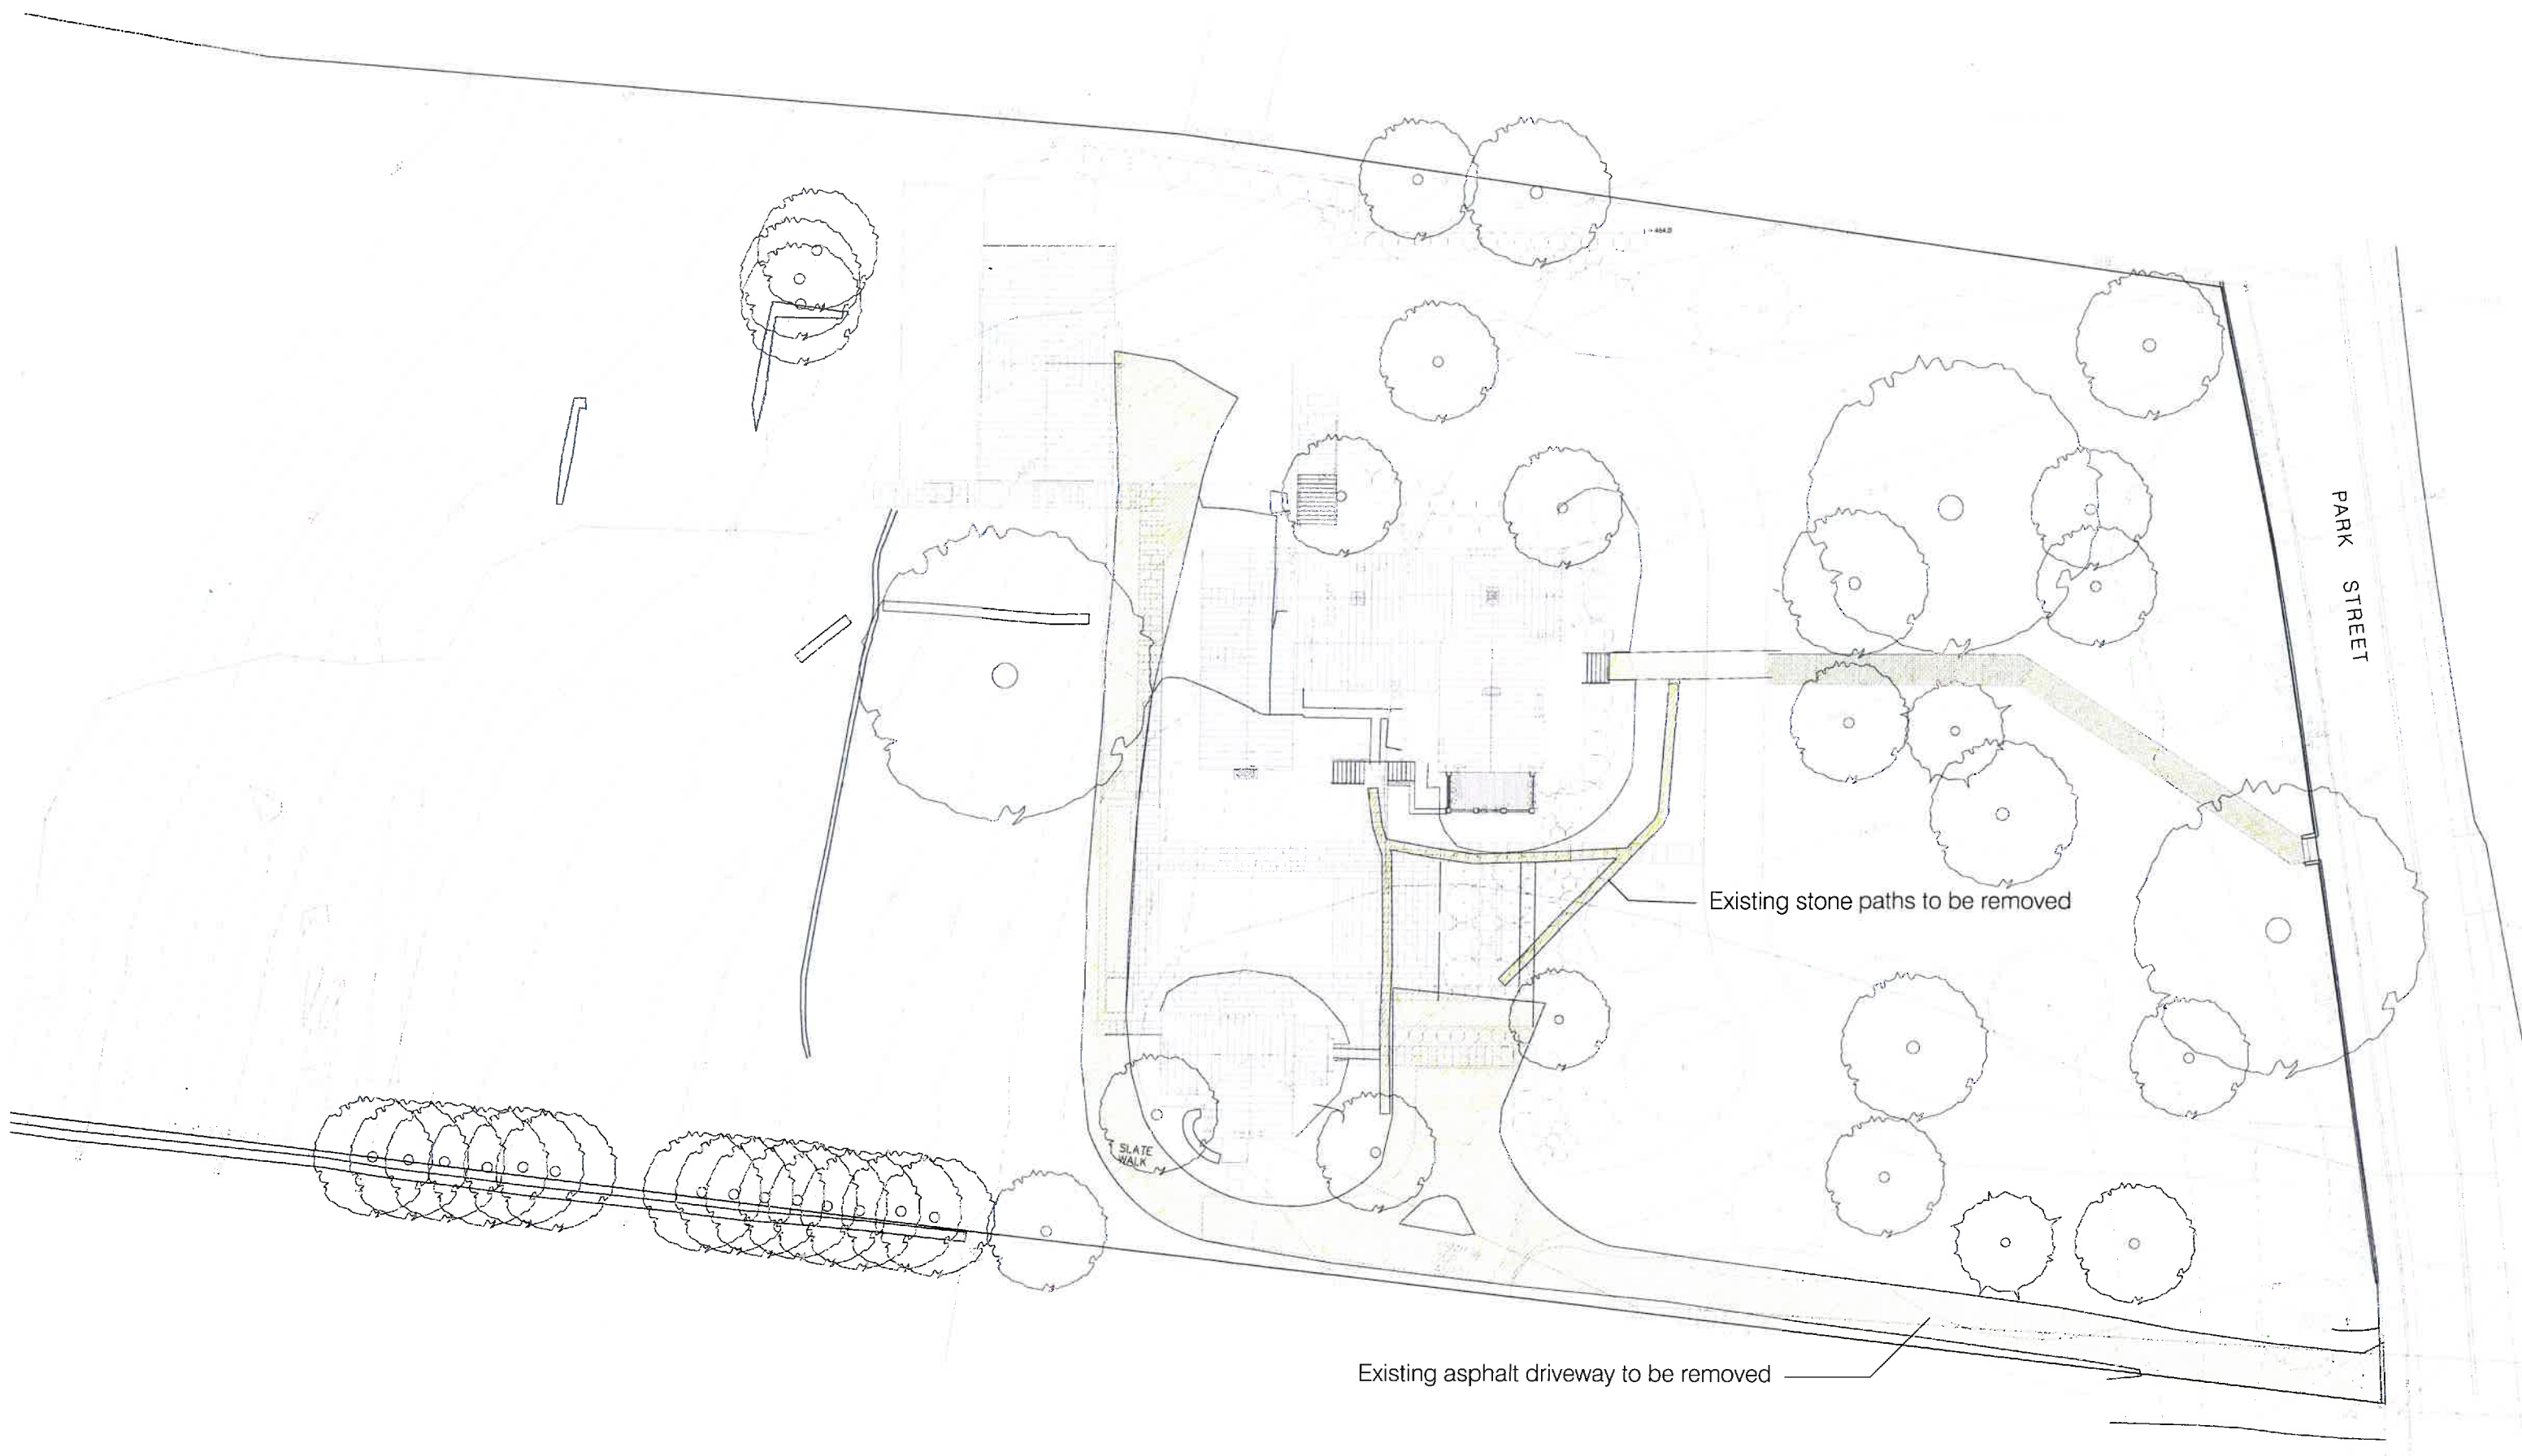 PARK STREET
Existing stone paths to be removed
SLATE
WALK
Existing asphalt driveway to be removed